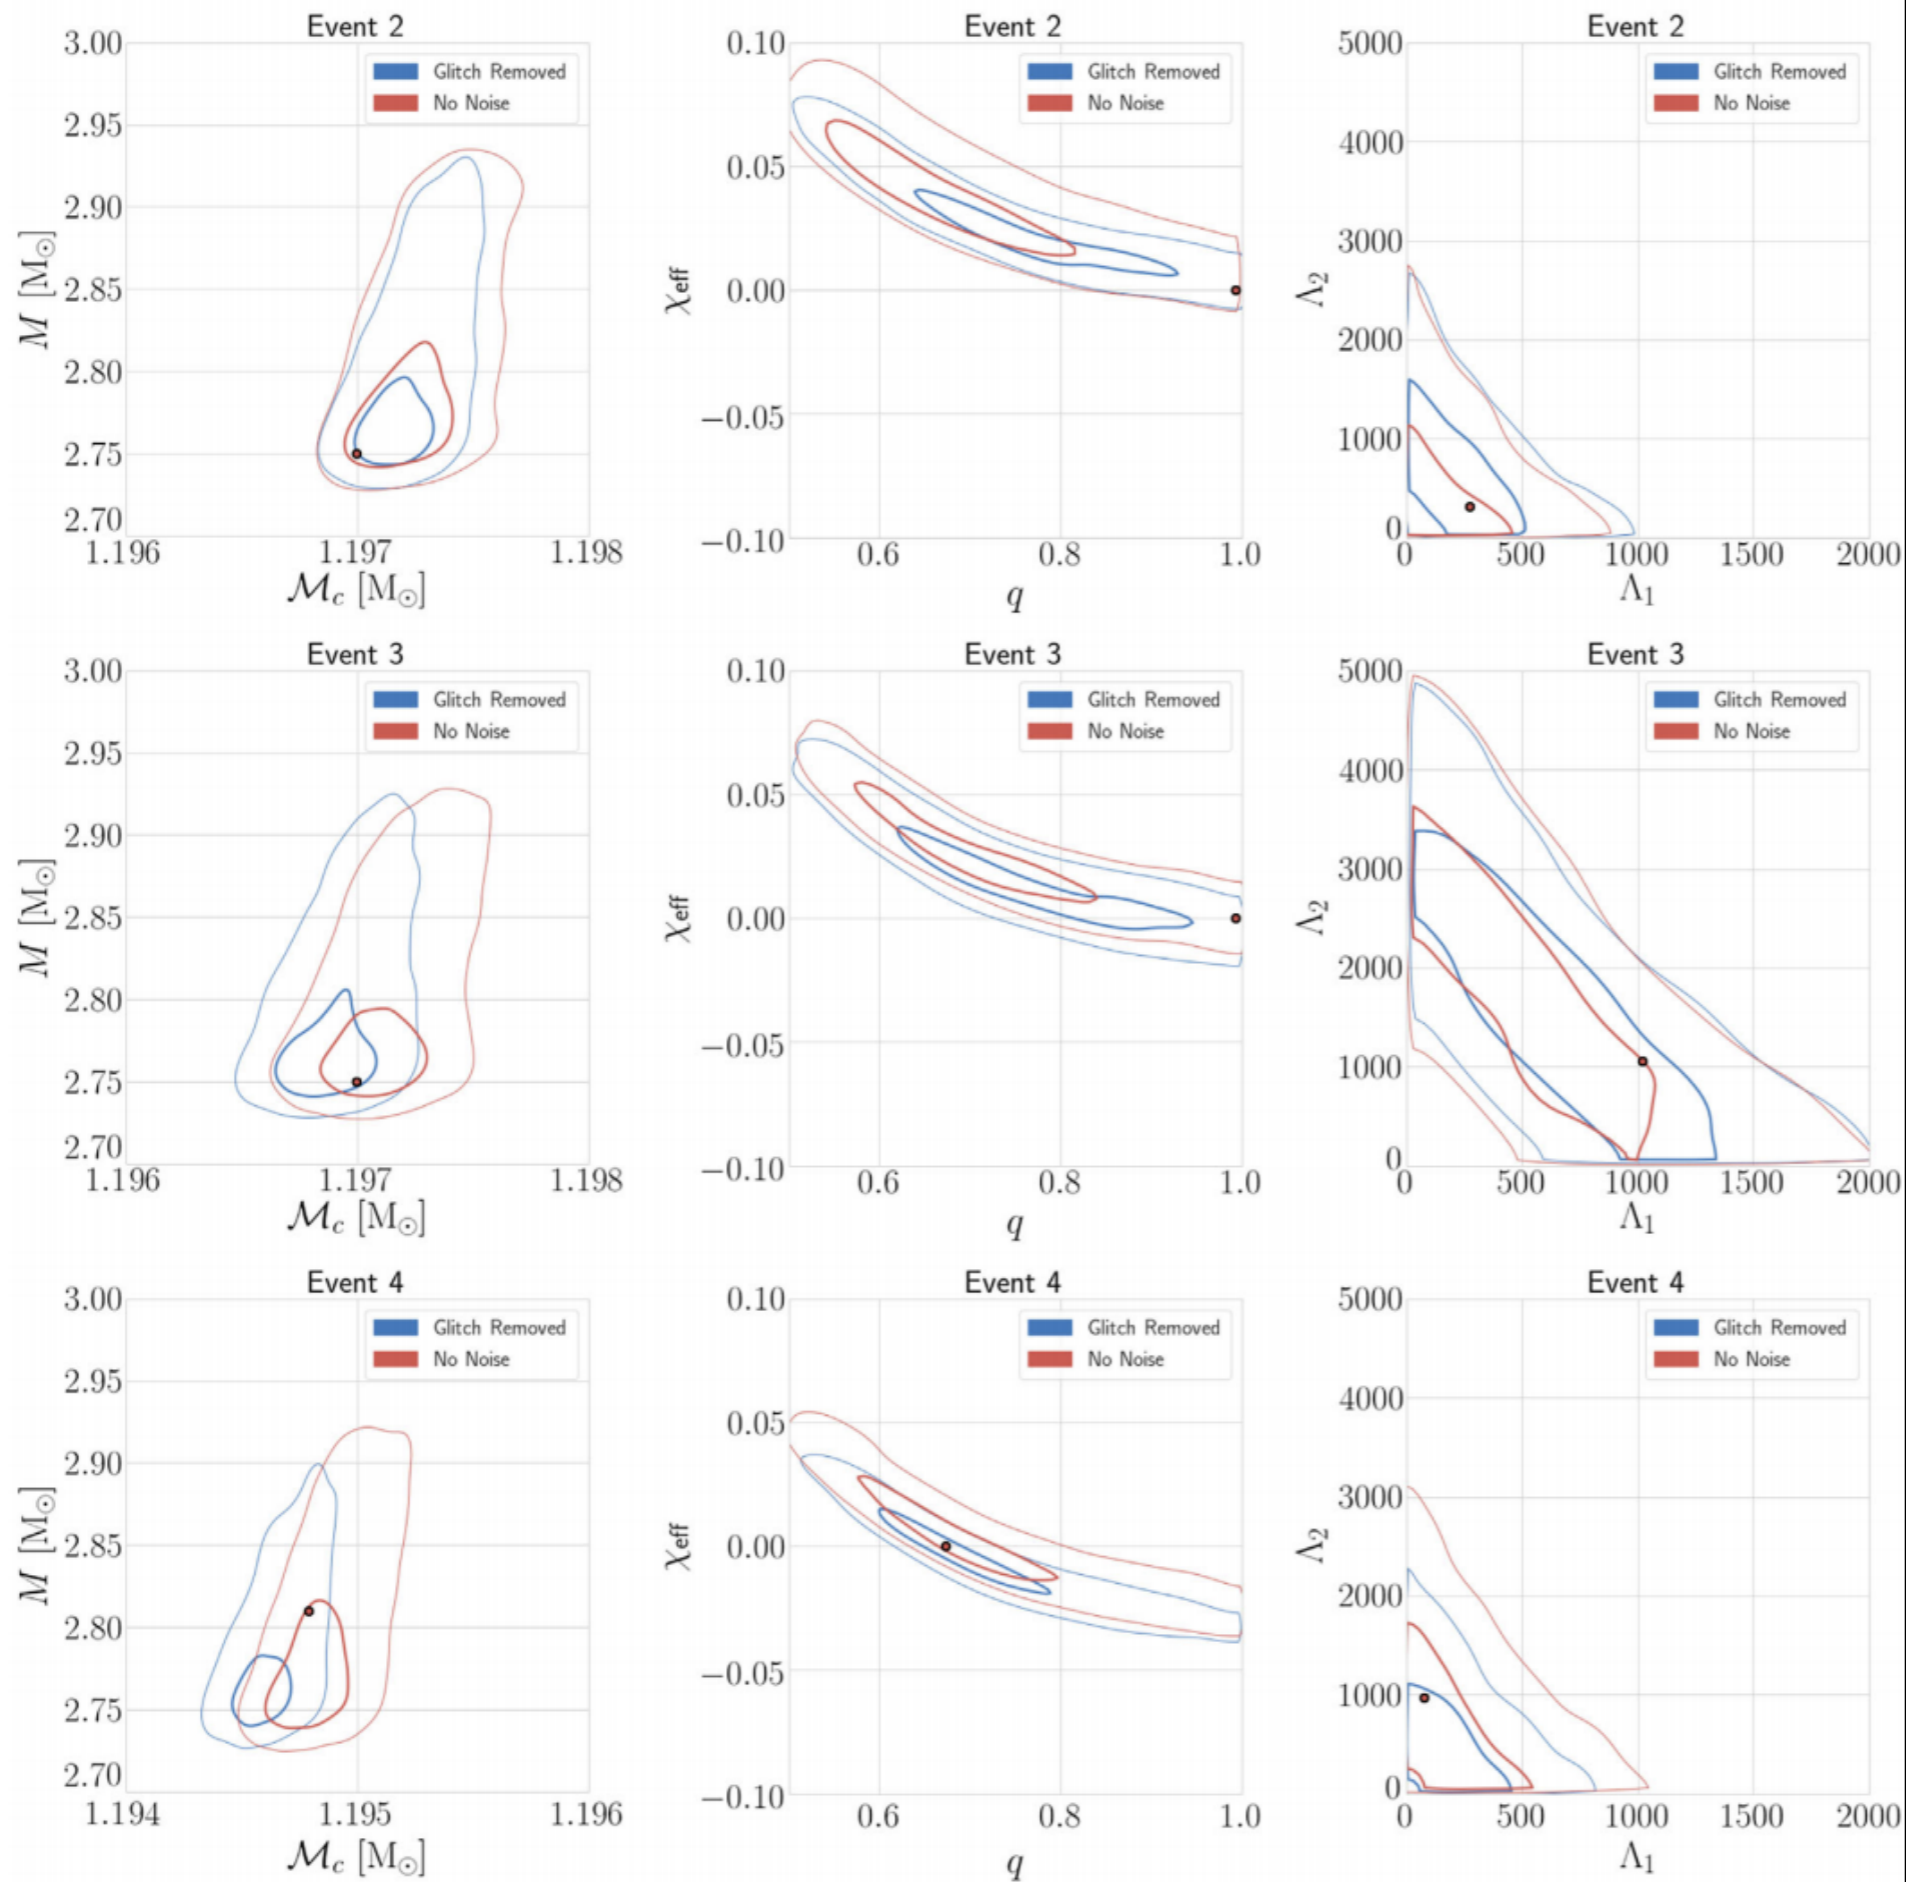 Event 2
3.00
2.95
2.90
2.85
2.80
2.75
2.70
M [M⊙]
1.196 1.197 1.198
ℳc [M⊙]
Glitch Removed
No Noise
Event 2
0.10
0.05
0.00
−0.05
−0.10
χeff
0.6 0.8 1.0
q
Glitch Removed
No Noise
Event 2
5000
4000
3000
2000
1000
0
Λ2
0 500 1000 1500 2000
Λ1
Glitch Removed
No Noise
Event 3
3.00
2.95
2.90
2.85
2.80
2.75
2.70
M [M⊙]
1.196 1.197 1.198
ℳc [M⊙]
Glitch Removed
No Noise
Event 3
0.10
0.05
0.00
−0.05
−0.10
χeff
0.6 0.8 1.0
q
Glitch Removed
No Noise
Event 3
5000
4000
3000
2000
1000
0
Λ2
0 500 1000 1500 2000
Λ1
Glitch Removed
No Noise
Event 4
3.00
2.95
2.90
2.85
2.80
2.75
2.70
M [M⊙]
1.194 1.195 1.196
ℳc [M⊙]
Glitch Removed
No Noise
Event 4
0.10
0.05
0.00
−0.05
−0.10
χeff
0.6 0.8 1.0
q
Glitch Removed
No Noise
Event 4
5000
4000
3000
2000
1000
0
Λ2
0 500 1000 1500 2000
Λ1
Glitch Removed
No Noise